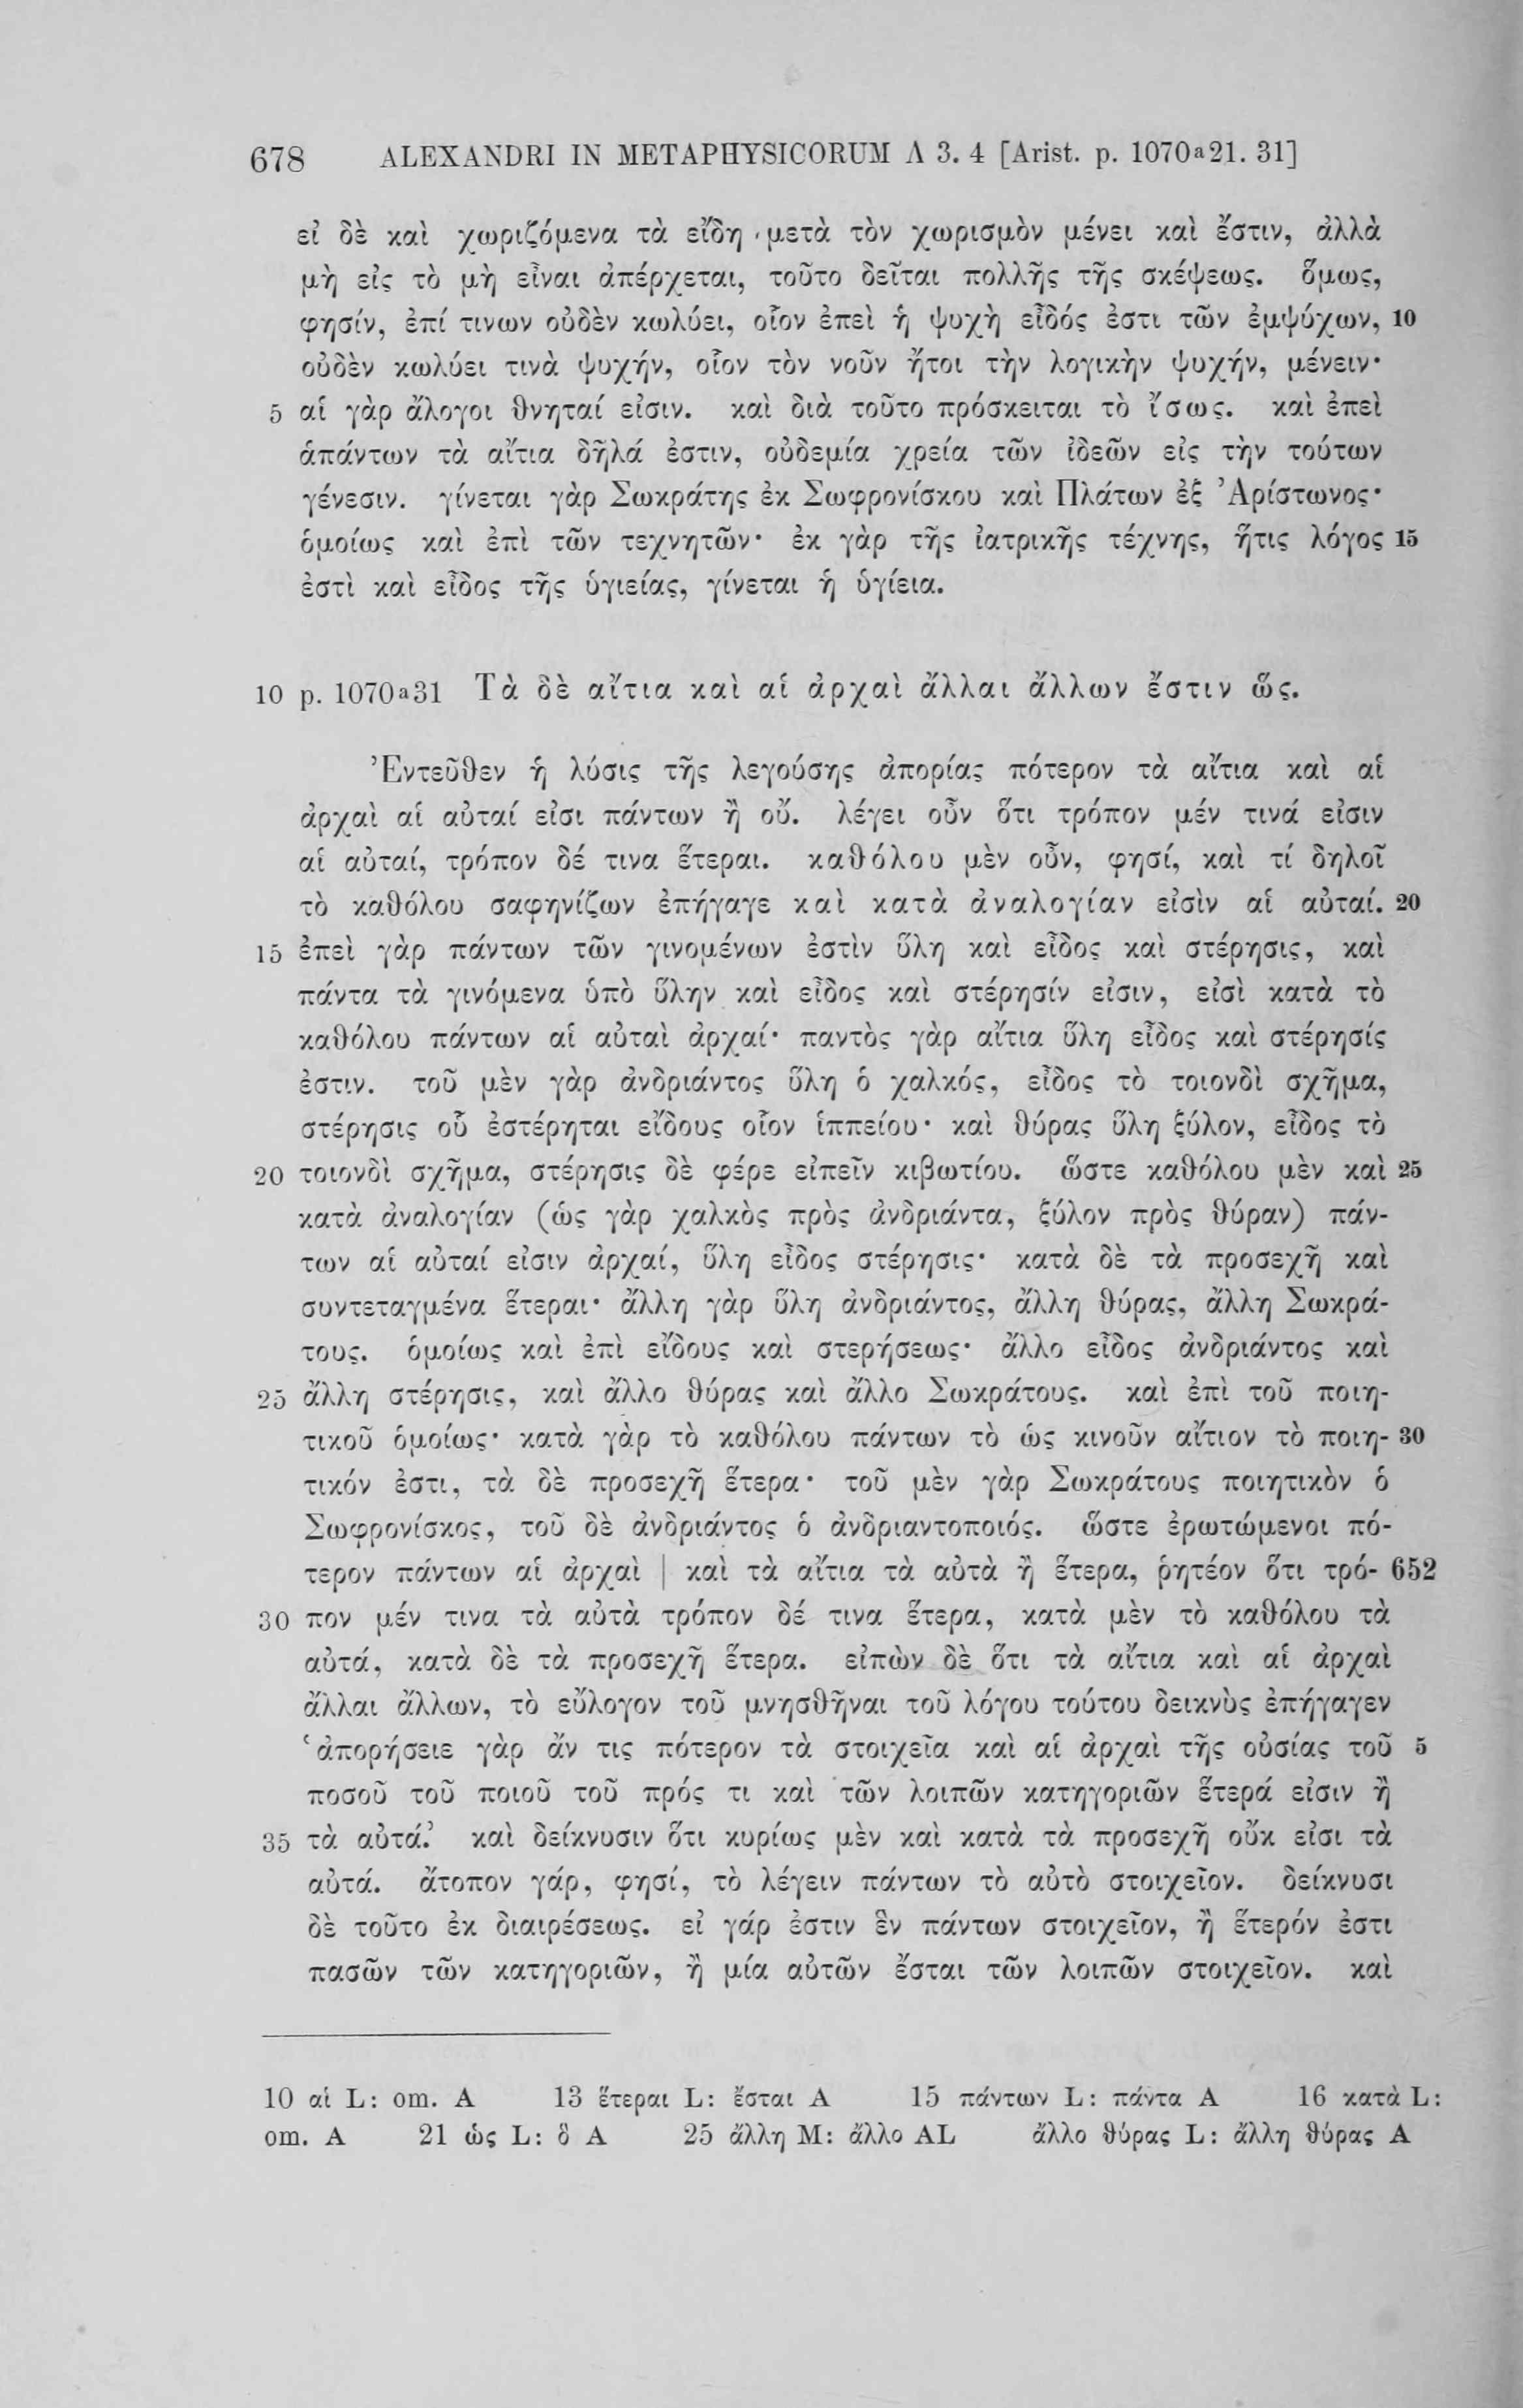 678 ALEXANDRI IN METAPHYSICORUM Λ 3. 4 [Arist. p. 1070a21. 31]
εἰ δὲ καὶ χωριζόμενα τὰ εἴδη μετὰ τὸν χωρισμὸν μένει καὶ ἔστιν, ἀλλὰ
μὴ εἰς τὸ μὴ εἶναι ἀπέρχεται, τοῦτο δεῖται πολλῆς τῆς σκέψεως. ὅμως,
φησίν, ἐπί τινων οὐδὲν κωλύει, οἷον ἐπεὶ ἡ ψυχὴ εἶδός ἐστι τῶν ἐμψύχων, 10
οὐδὲν κωλύει τινὰ ψυχήν, οἷον τὸν νοῦν ἤτοι τὴν λογικὴν ψυχήν, μένειν·
5 αἱ γὰρ ἄλογοι θνηταί εἰσιν. καὶ διὰ τοῦτο πρόσκειται τὸ ἴσως. καὶ ἐπεὶ
ἁπάντων τὰ αἴτια δῆλά ἐστιν, οὐδεμία χρεία τῶν ἰδεῶν εἰς τὴν τούτων
γένεσιν. γίνεται γὰρ Σωκράτης ἐκ Σωφρονίσκου καὶ Πλάτων ἐξ Ἀρίστωνος·
ὁμοίως καὶ ἐπὶ τῶν τεχνητῶν· ἐκ γὰρ τῆς ἰατρικῆς τέχνης, ἥτις λόγος 15
ἐστὶ καὶ εἶδος τῆς ὑγιείας, γίνεται ἡ ὑγίεια.
10 p. 1070a31 Τὰ δὲ αἴτια καὶ αἱ ἀρχαὶ ἄλλαι ἄλλων ἔστιν ὥς.
Ἐντεῦθεν ἡ λύσις τῆς λεγούσης ἀπορίας πότερον τὰ αἴτια καὶ αἱ
ἀρχαὶ αἱ αὐταί εἰσι πάντων ἢ οὔ. λέγει οὖν ὅτι τρόπον μέν τινά εἰσιν
αἱ αὐταί, τρόπον δέ τινα ἕτεραι. καθόλου μὲν οὖν, φησί, καὶ τί δηλοῖ
τὸ καθόλου σαφηνίζων ἐπήγαγε καὶ κατὰ ἀναλογίαν εἰσὶν αἱ αὐταί. 20
15 ἐπεὶ γὰρ πάντων τῶν γινομένων ἐστὶν ὕλη καὶ εἶδος καὶ στέρησις, καὶ
πάντα τὰ γινόμενα ὑπὸ ὕλην καὶ εἶδος καὶ στέρησίν εἰσιν, εἰσὶ κατὰ τὸ
καθόλου πάντων αἱ αὐταὶ ἀρχαί· παντὸς γὰρ αἴτια ὕλη εἶδος καὶ στέρησίς
ἐστιν. τοῦ μὲν γὰρ ἀνδριάντος ὕλη ὁ χαλκός, εἶδος τὸ τοιονδὶ σχῆμα,
στέρησις οὗ ἐστέρηται εἴδους οἷον ἱππείου· καὶ θύρας ὕλη ξύλον, εἶδος τὸ
20 τοιονδὶ σχῆμα, στέρησις δὲ φέρε εἰπεῖν κιβωτίου. ὥστε καθόλου μὲν καὶ 25
κατὰ ἀναλογίαν (ὡς γὰρ χαλκὸς πρὸς ἀνδριάντα, ξύλον πρὸς θύραν) πάν-
των αἱ αὐταί εἰσιν ἀρχαί, ὕλη εἶδος στέρησις· κατὰ δὲ τὰ προσεχῆ καὶ
συντεταγμένα ἕτεραι· ἄλλη γὰρ ὕλη ἀνδριάντος, ἄλλη θύρας, ἄλλη Σωκρά-
τους. ὁμοίως καὶ ἐπὶ εἴδους καὶ στερήσεως· ἄλλο εἶδος ἀνδριάντος καὶ
25 ἄλλη στέρησις, καὶ ἄλλο θύρας καὶ ἄλλο Σωκράτους. καὶ ἐπὶ τοῦ ποιη-
τικοῦ ὁμοίως· κατὰ γὰρ τὸ καθόλου πάντων τὸ ὡς κινοῦν αἴτιον τὸ ποιη- 30
τικόν ἐστι, τὰ δὲ προσεχῆ ἕτερα· τοῦ μὲν γὰρ Σωκράτους ποιητικὸν ὁ
Σωφρονίσκος, τοῦ δὲ ἀνδριάντος ὁ ἀνδριαντοποιός. ὥστε ἐρωτώμενοι πό-
τερον πάντων αἱ ἀρχαὶ | καὶ τὰ αἴτια τὰ αὐτὰ ἢ ἕτερα, ῥητέον ὅτι τρό- 652
30 πον μέν τινα τὰ αὐτὰ τρόπον δέ τινα ἕτερα, κατὰ μὲν τὸ καθόλου τὰ
αὐτά, κατὰ δὲ τὰ προσεχῆ ἕτερα. εἰπὼν δὲ ὅτι τὰ αἴτια καὶ αἱ ἀρχαὶ
ἄλλαι ἄλλων, τὸ εὔλογον τοῦ μνησθῆναι τοῦ λόγου τούτου δεικνὺς ἐπήγαγεν
‘ἀπορήσειε γὰρ ἄν τις πότερον τὰ στοιχεῖα καὶ αἱ ἀρχαὶ τῆς οὐσίας τοῦ 5
ποσοῦ τοῦ ποιοῦ τοῦ πρός τι καὶ τῶν λοιπῶν κατηγοριῶν ἕτερά εἰσιν ἢ
35 τὰ αὐτά.’ καὶ δείκνυσιν ὅτι κυρίως μὲν καὶ κατὰ τὰ προσεχῆ οὔκ εἰσι τὰ
αὐτά. ἄτοπον γάρ, φησί, τὸ λέγειν πάντων τὸ αὐτὸ στοιχεῖον. δείκνυσι
δὲ τοῦτο ἐκ διαιρέσεως. εἰ γάρ ἐστιν ἓν πάντων στοιχεῖον, ἢ ἕτερόν ἐστι
πασῶν τῶν κατηγοριῶν, ἢ μία αὐτῶν ἔσται τῶν λοιπῶν στοιχεῖον. καὶ
10 αἱ L: om. A 13 ἕτεραι L: ἔσται A 15 πάντων L: πάντα A 16 κατὰ L:
om. A 21 ὡς L: ὃ A 25 ἄλλη M: ἄλλο AL ἄλλο θύρας L: ἄλλη θύρας A